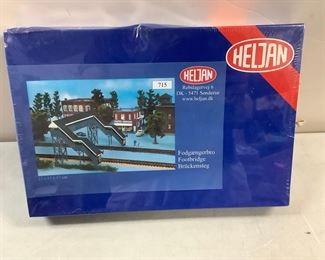 HELJAN
HELJAN
Rebslagervej 6
DK - 5471 Søndersø
www.heljan.dk
715
Fodgængerbro
Footbridge
Brückensteg